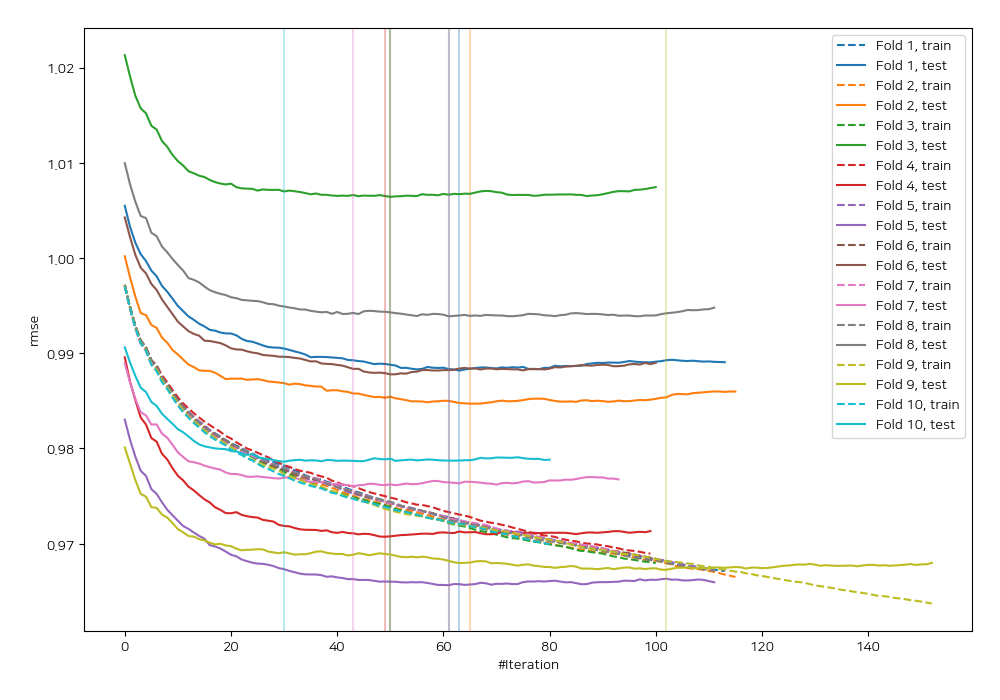 1,02
1,01
1,00
0,99
0,98
0,97
rmse
0
20
40
60
80
100
120
140
#Iteration
Fold 1, train
Fold 1, test
Fold 2, train
Fold 2, test
Fold 3, train
Fold 3, test
Fold 4, train
Fold 4, test
Fold 5, train
Fold 5, test
Fold 6, train
Fold 6, test
Fold 7, train
Fold 7, test
Fold 8, train
Fold 8, test
Fold 9, train
Fold 9, test
Fold 10, train
Fold 10, test